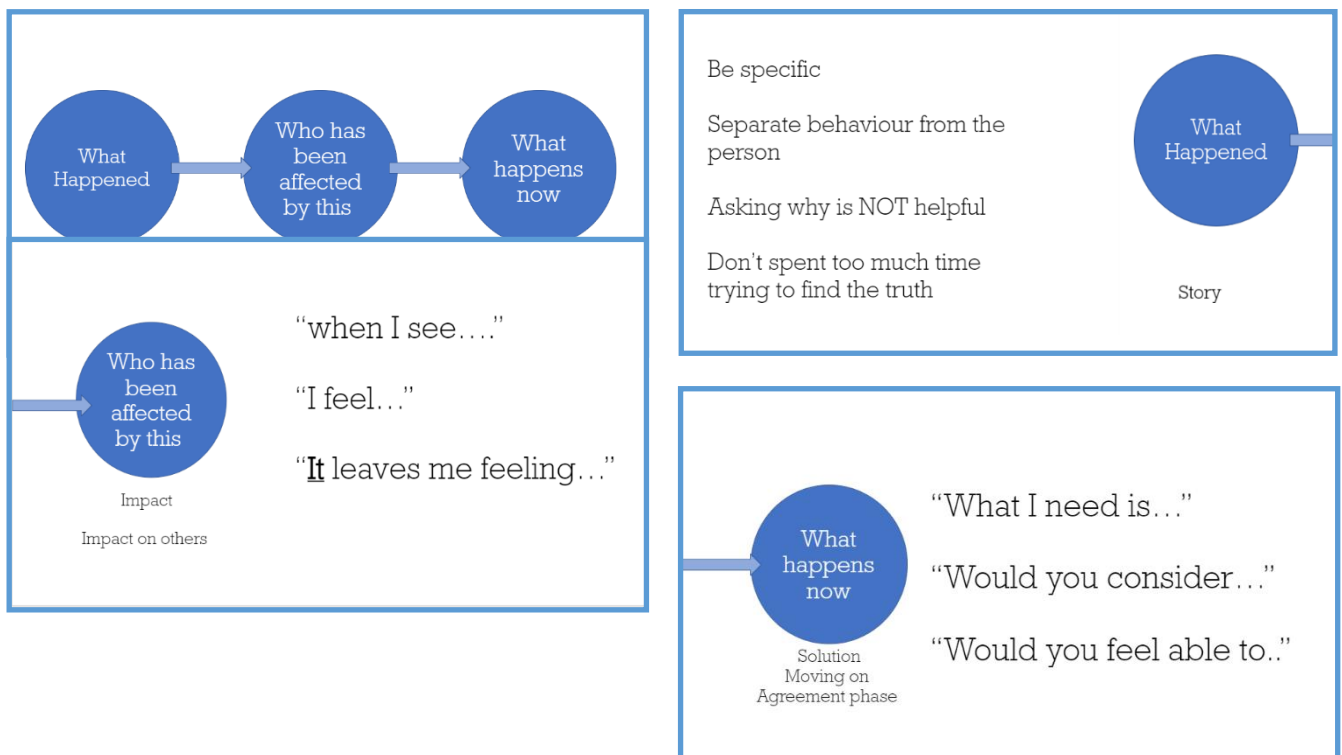 What
Happened
Who has
been
affected
by this
What
happens
now
Be specific
Separate behaviour from the
person
Asking why is NOT helpful
Don’t spent too much time
trying to find the truth
What
Happened
Story
Who has
been
affected
by this
Impact
Impact on others
“when I see….”
“I feel…”
“It leaves me feeling…”
What
happens
now
Solution
Moving on
Agreement phase
“What I need is…”
“Would you consider…”
“Would you feel able to..”